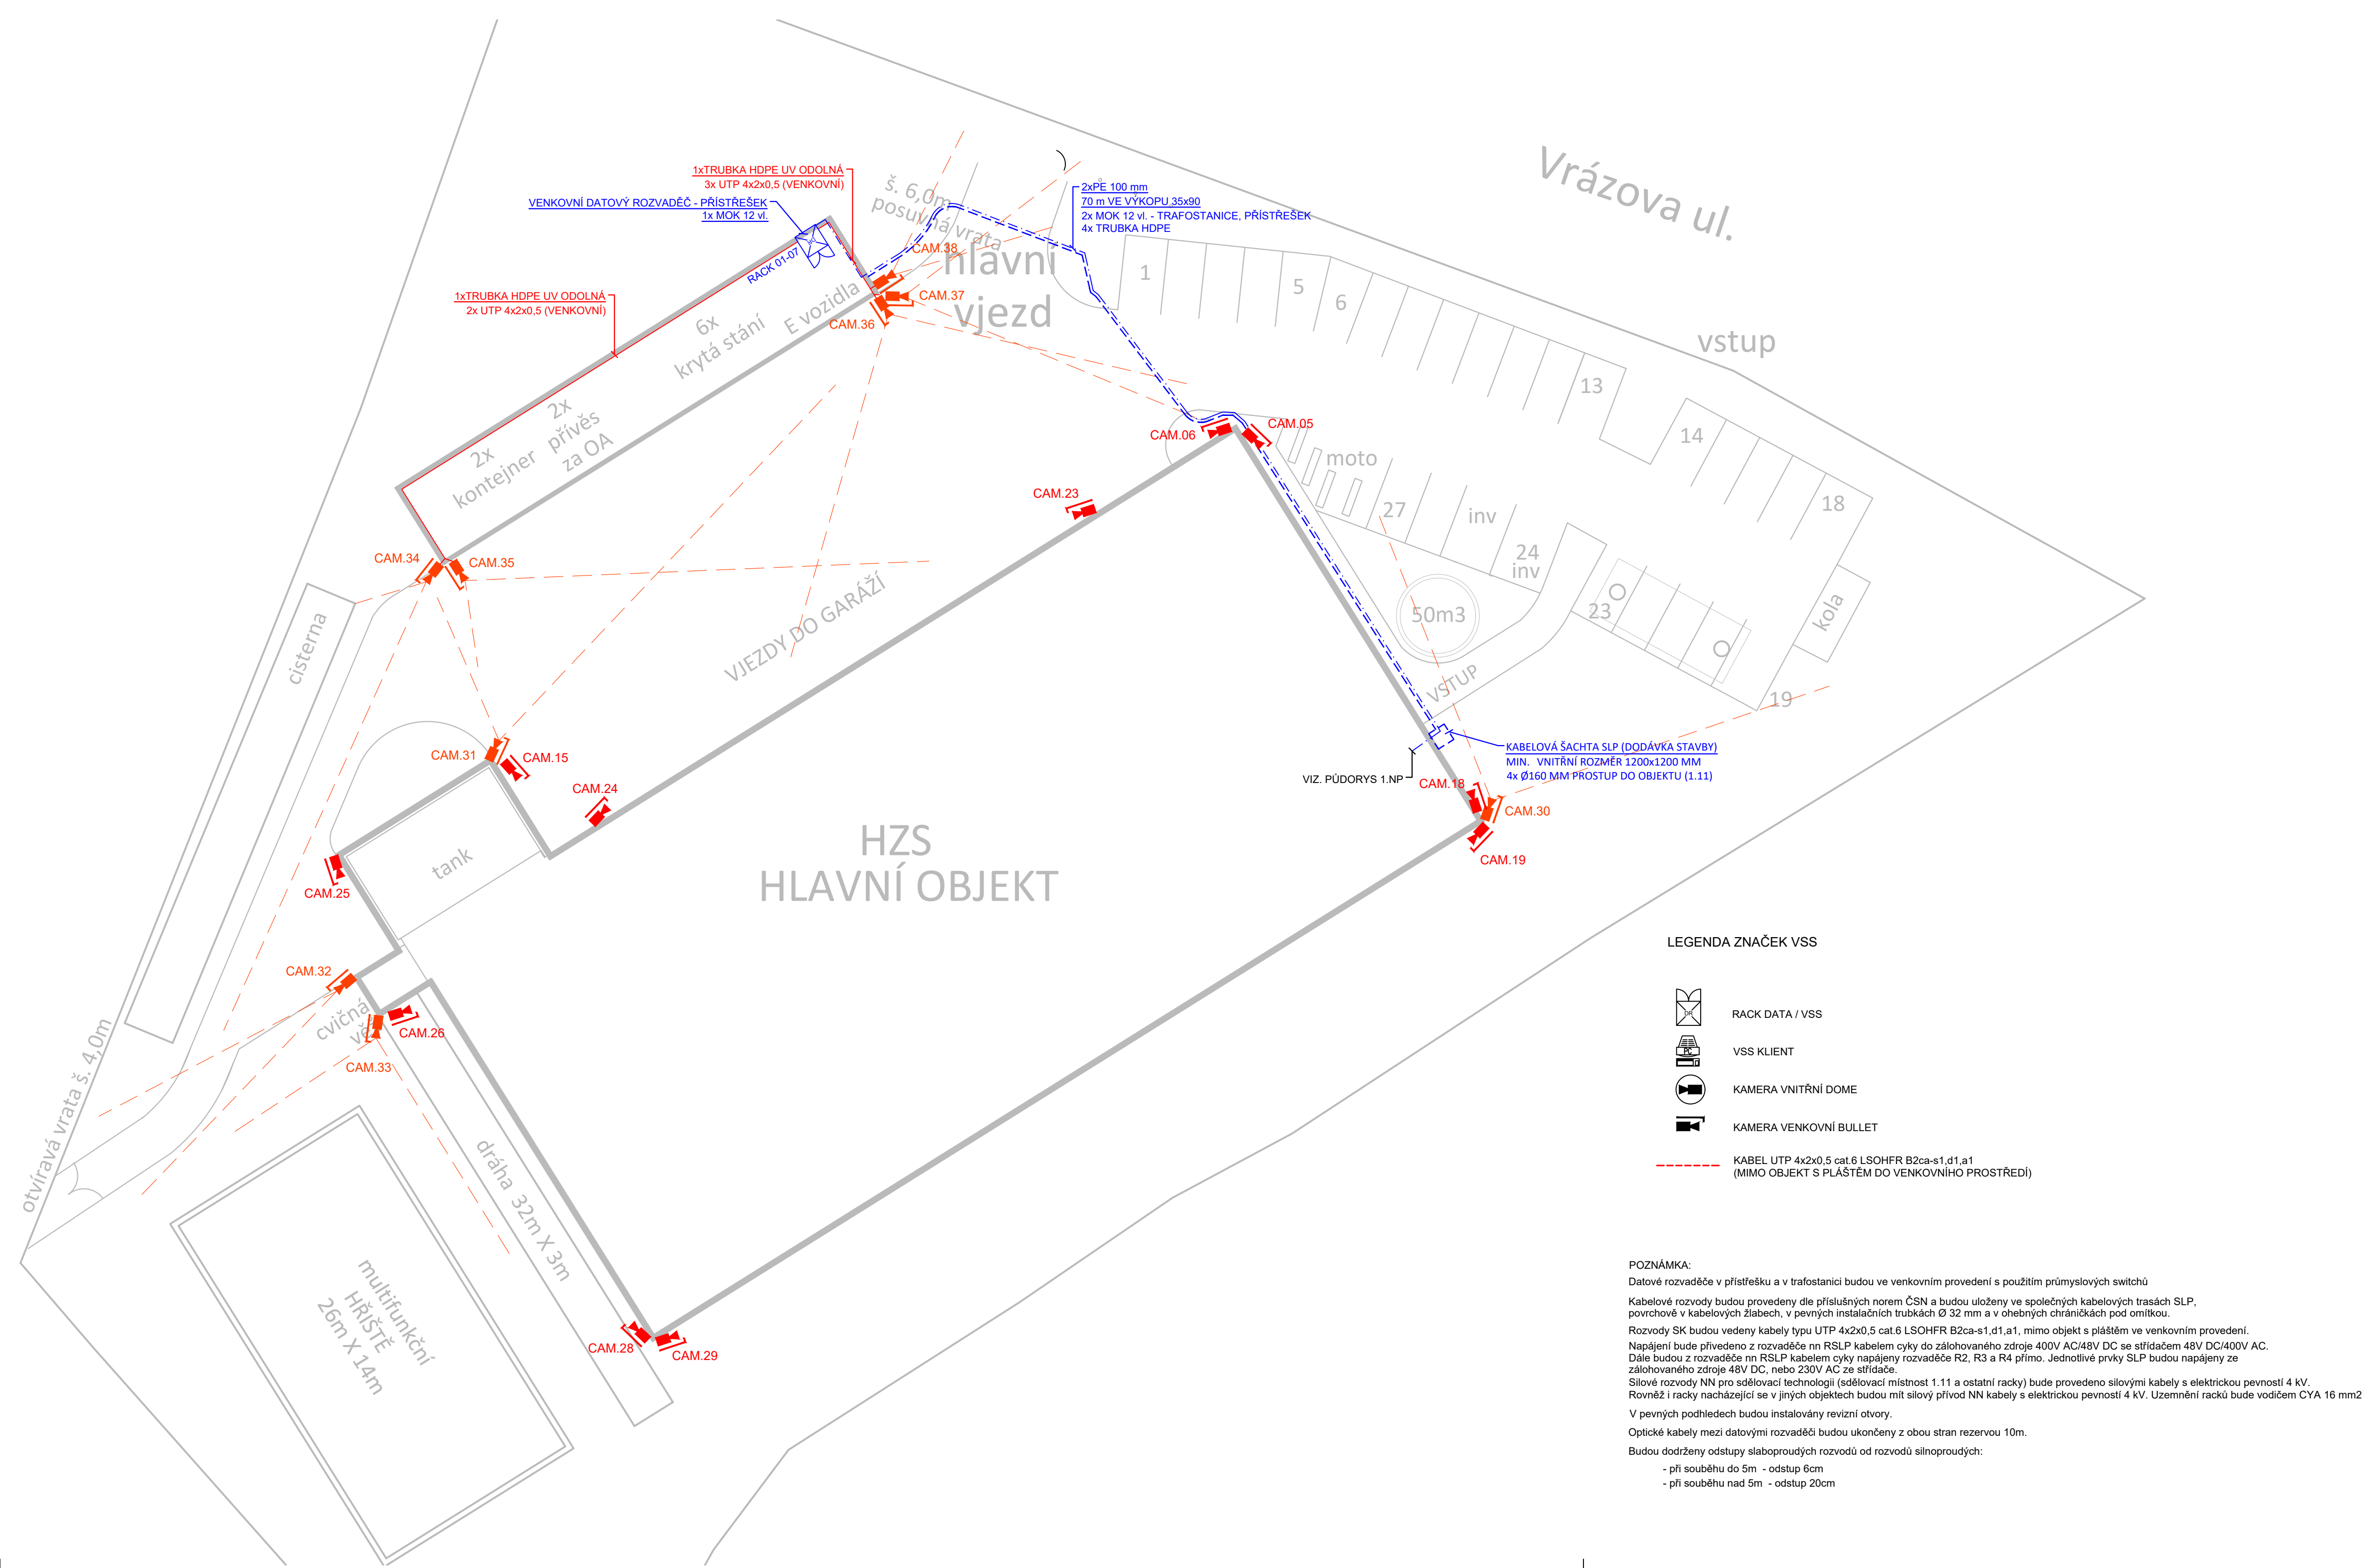 Vrázova ul.
1xTRUBKA HDPE UV ODOLNÁ
3x UTP 4x2x0,5 (VENKOVNÍ)
VENKOVNÍ DATOVÝ ROZVADĚČ - PŘÍSTŘEŠEK
1x MOK 12 vl.
š. 6,0m
posuvná vrata
2xPE 100 mm
70 m VE VÝKOPU 35x90
2x MOK 12 vl. - TRAFOSTANICE, PŘÍSTŘEŠEK
4x TRUBKA HDPE
CAM.38
hlavní
vjezd
RACK 01-07
CAM.37
CAM.36
1xTRUBKA HDPE UV ODOLNÁ
2x UTP 4x2x0,5 (VENKOVNÍ)
6x
krytá stání
E vozidla
2x
přívěs
za OA
2x
kontejner
1
5
6
13
vstup
14
18
CAM.06
CAM.05
moto
27
inv
24
inv
CAM.23
CAM.34
CAM.35
cisterna
VJEZDY DO GARÁŽÍ
50m3
23
kola
VSTUP
19
CAM.31
CAM.15
CAM.24
KABELOVÁ ŠACHTA SLP (DODÁVKA STAVBY)
MIN. VNITŘNÍ ROZMĚR 1200x1200 MM
4x Ø160 MM PROSTUP DO OBJEKTU (1.11)
VIZ. PŮDORYS 1.NP
CAM.18
CAM.30
CAM.19
HZS
HLAVNÍ OBJEKT
tank
CAM.25
CAM.32
cvičná
CAM.26
CAM.33
otvíravá vrata š. 4,0m
dráha 32m X 3m
multifunkční
HŘIŠTĚ
26m X 14m
CAM.28
CAM.29
LEGENDA ZNAČEK VSS
DR
RACK DATA / VSS
PC
VSS KLIENT
KAMERA VNITŘNÍ DOME
KAMERA VENKOVNÍ BULLET
KABEL UTP 4x2x0,5 cat.6 LSOHFR B2ca-s1,d1,a1
(MIMO OBJEKT S PLÁŠTĚM DO VENKOVNÍHO PROSTŘEDÍ)
POZNÁMKA:
Datové rozvaděče v přístřešku a v trafostanici budou ve venkovním provedení s použitím průmyslových switchů
Kabelové rozvody budou provedeny dle příslušných norem ČSN a budou uloženy ve společných kabelových trasách SLP,
povrchově v kabelových žlabech, v pevných instalačních trubkách Ø 32 mm a v ohebných chráničkách pod omítkou.
Rozvody SK budou vedeny kabely typu UTP 4x2x0,5 cat.6 LSOHFR B2ca-s1,d1,a1, mimo objekt s pláštěm ve venkovním provedení.
Napájení bude přivedeno z rozvaděče nn RSLP kabelem cyky do zálohovaného zdroje 400V AC/48V DC se střídačem 48V DC/400V AC.
Dále budou z rozvaděče nn RSLP kabelem cyky napájeny rozvaděče R2, R3 a R4 přímo. Jednotlivé prvky SLP budou napájeny ze
zálohovaného zdroje 48V DC, nebo 230V AC ze střídače.
Silové rozvody NN pro sdělovací technologii (sdělovací místnost 1.11 a ostatní racky) bude provedeno silovými kabely s elektrickou pevností 4 kV.
Rovněž i racky nacházející se v jiných objektech budou mít silový přívod NN kabely s elektrickou pevností 4 kV. Uzemnění racků bude vodičem CYA 16 mm2
V pevných podhledech budou instalovány revizní otvory.
Optické kabely mezi datovými rozvaděči budou ukončeny z obou stran rezervou 10m.
Budou dodrženy odstupy slaboproudých rozvodů od rozvodů silnoproudých:
- při souběhu do 5m - odstup 6cm
- při souběhu nad 5m - odstup 20cm